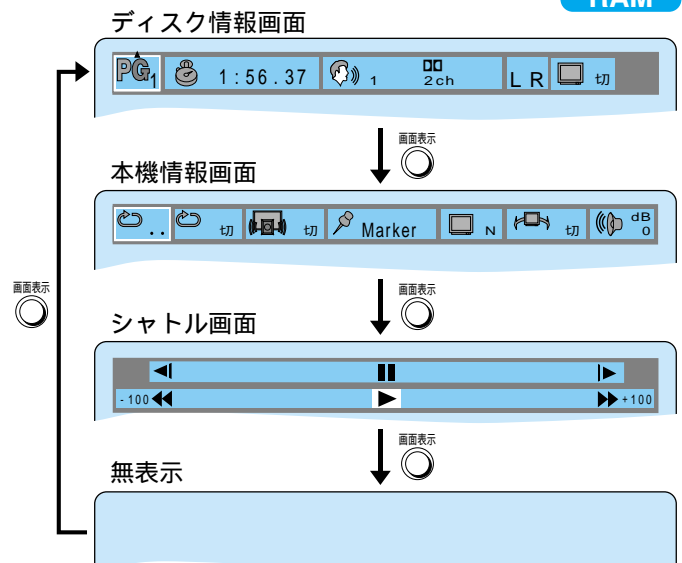 RAM
ディスク情報画面
PG1 1:56.37 1 2ch L R 切
画面表示
本機情報画面
.. 切 切 Marker N 切 dB 0
画面表示
画面表示
シャトル画面
-100 +100
画面表示
無表示